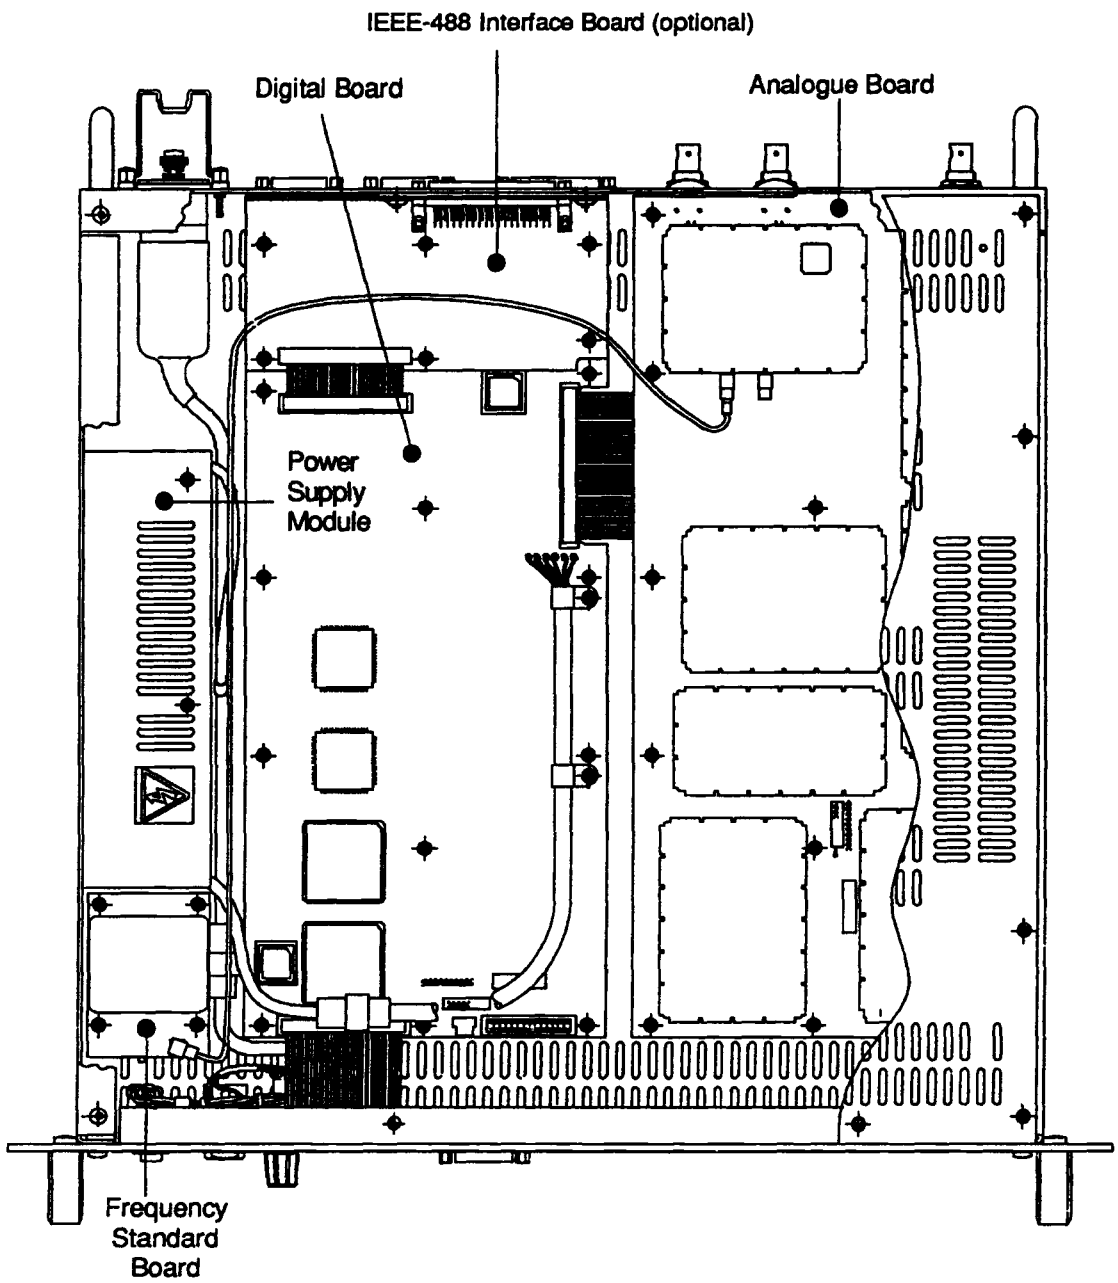 IEEE-488 Interface Board (optional)
Digital Board
Analogue Board
Power
Supply
Module
Frequency
Standard
Board